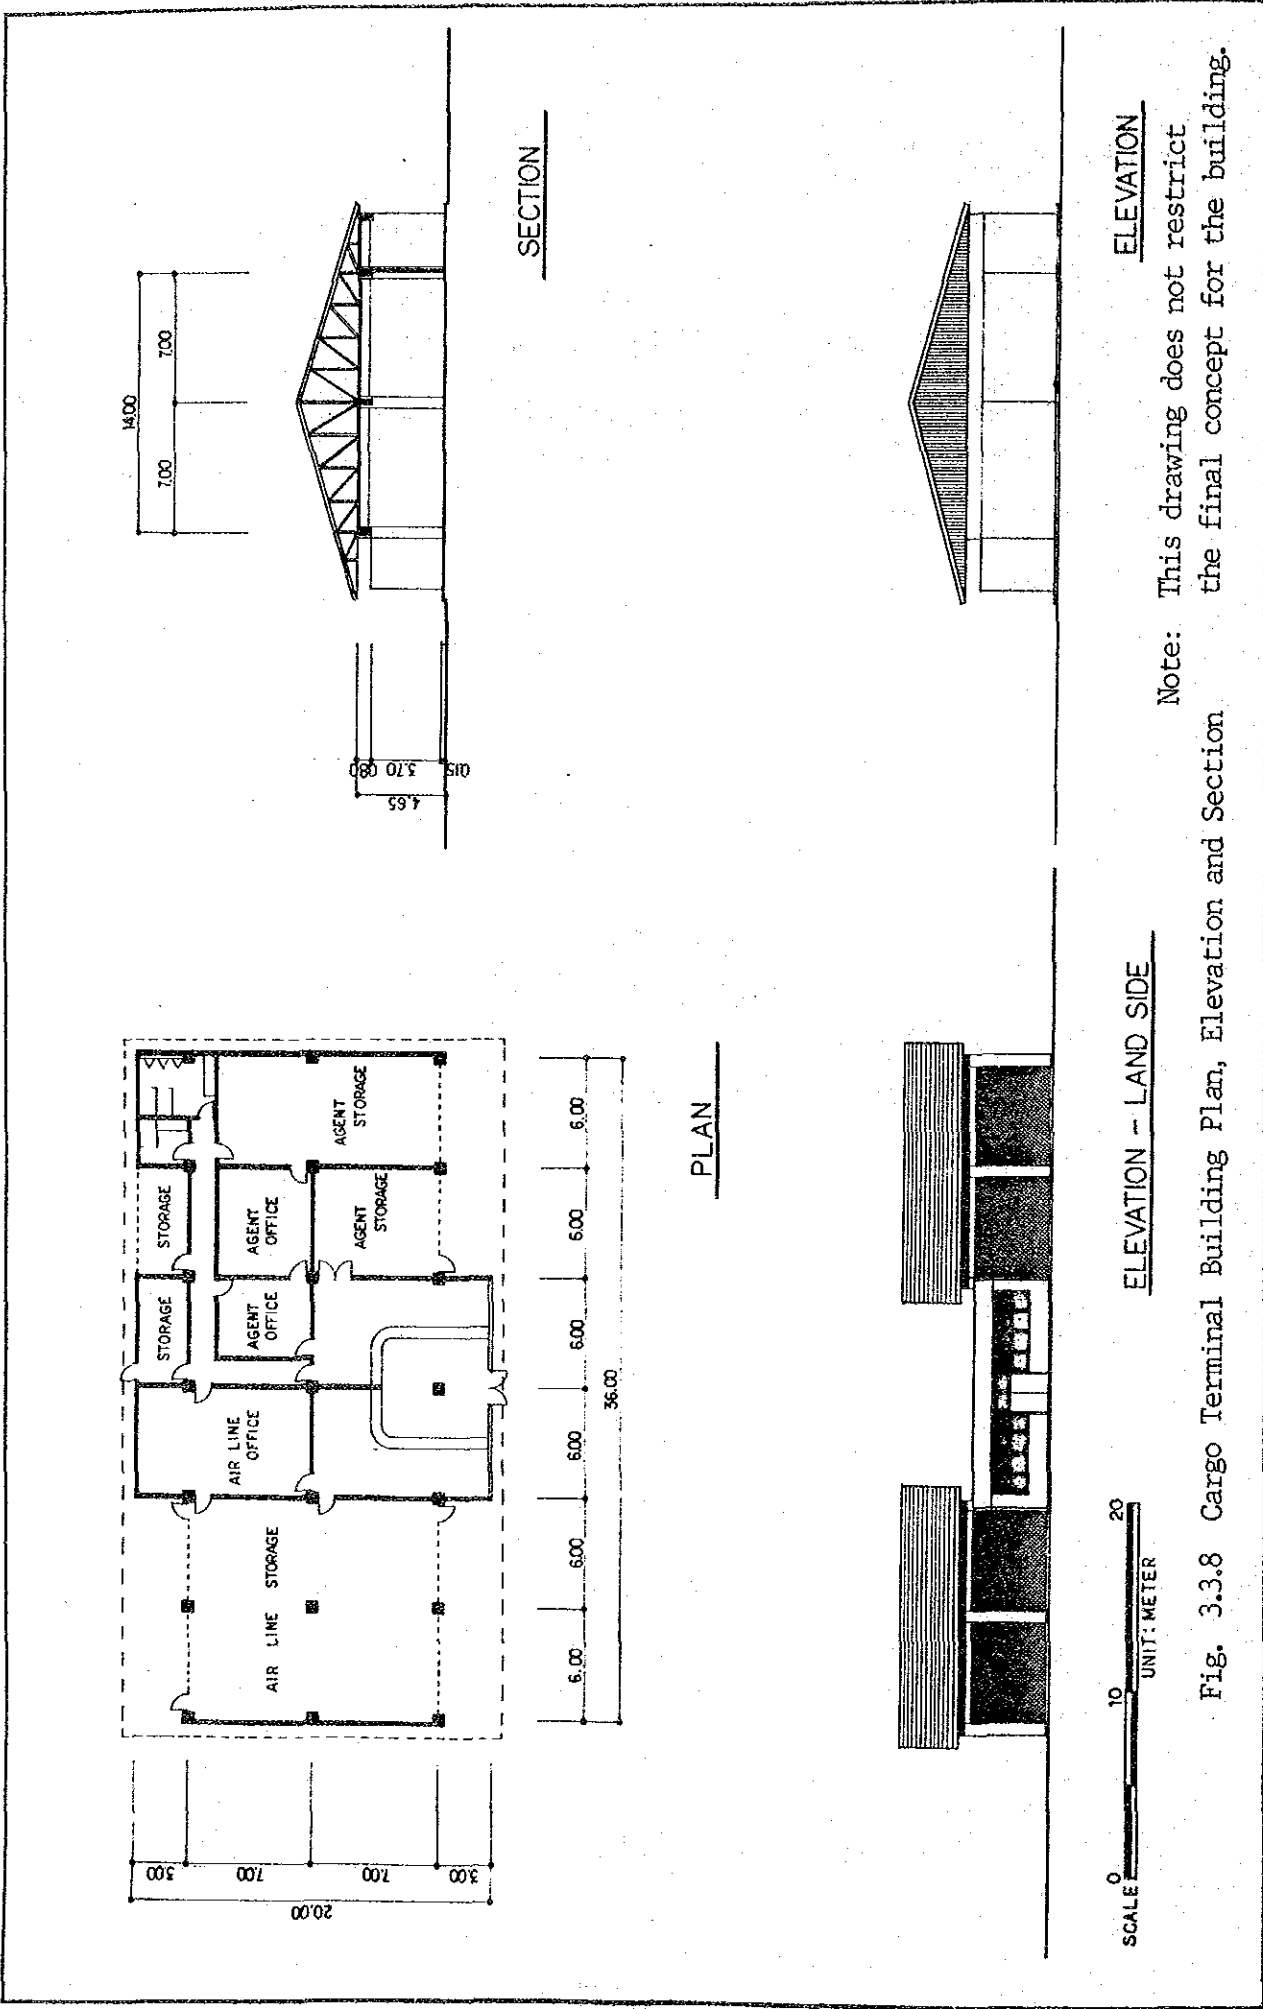 3.00
7.00
7.00
3.00
20.00
AIR LINE STORAGE
AIR LINE
OFFICE
STORAGE
STORAGE
AGENT
OFFICE
AGENT
OFFICE
AGENT
STORAGE
AGENT
STORAGE
6.00
6.00
6.00
6.00
6.00
6.00
36.00
PLAN
14.00
7.00
7.00
0.80
3.70
0.15
4.65
SECTION
ELEVATION – LAND SIDE
ELEVATION
SCALE 0 10 20
UNIT: METER
Note: This drawing does not restrict
the final concept for the building.
Fig. 3.3.8 Cargo Terminal Building Plan, Elevation and Section